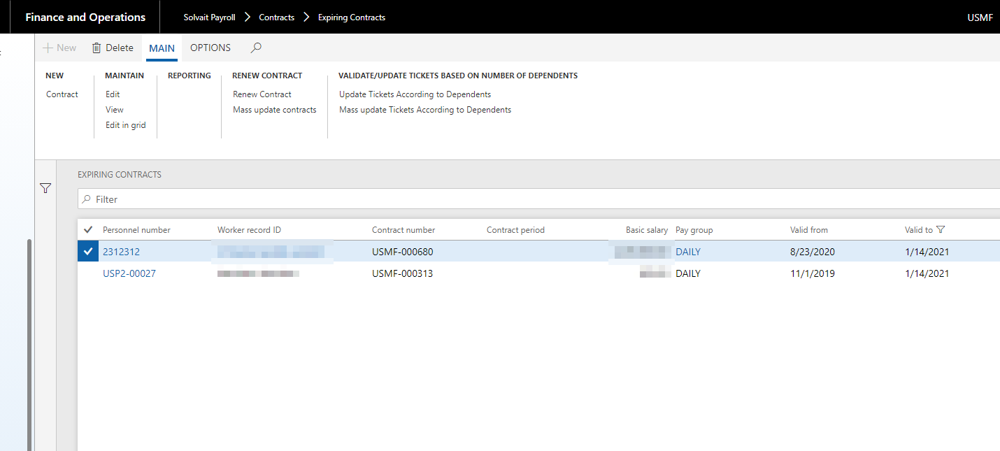 Finance and Operations Solvait Payroll Contracts Expiring Contracts USMF
New Delete MAIN OPTIONS
NEW MAINTAIN REPORTING RENEW CONTRACT VALIDATE/UPDATE TICKETS BASED ON NUMBER OF DEPENDENTS
Contract Edit Renew Contract Update Tickets According to Dependents
View Mass update contracts Mass update Tickets According to Dependents
Edit in grid
EXPIRING CONTRACTS
Filter
Personnel number Worker record ID Contract number Contract period Basic salary Pay group Valid from Valid to
2312312 USMF-000680 DAILY 8/23/2020 1/14/2021
USP2-00027 USMF-000313 DAILY 11/1/2019 1/14/2021